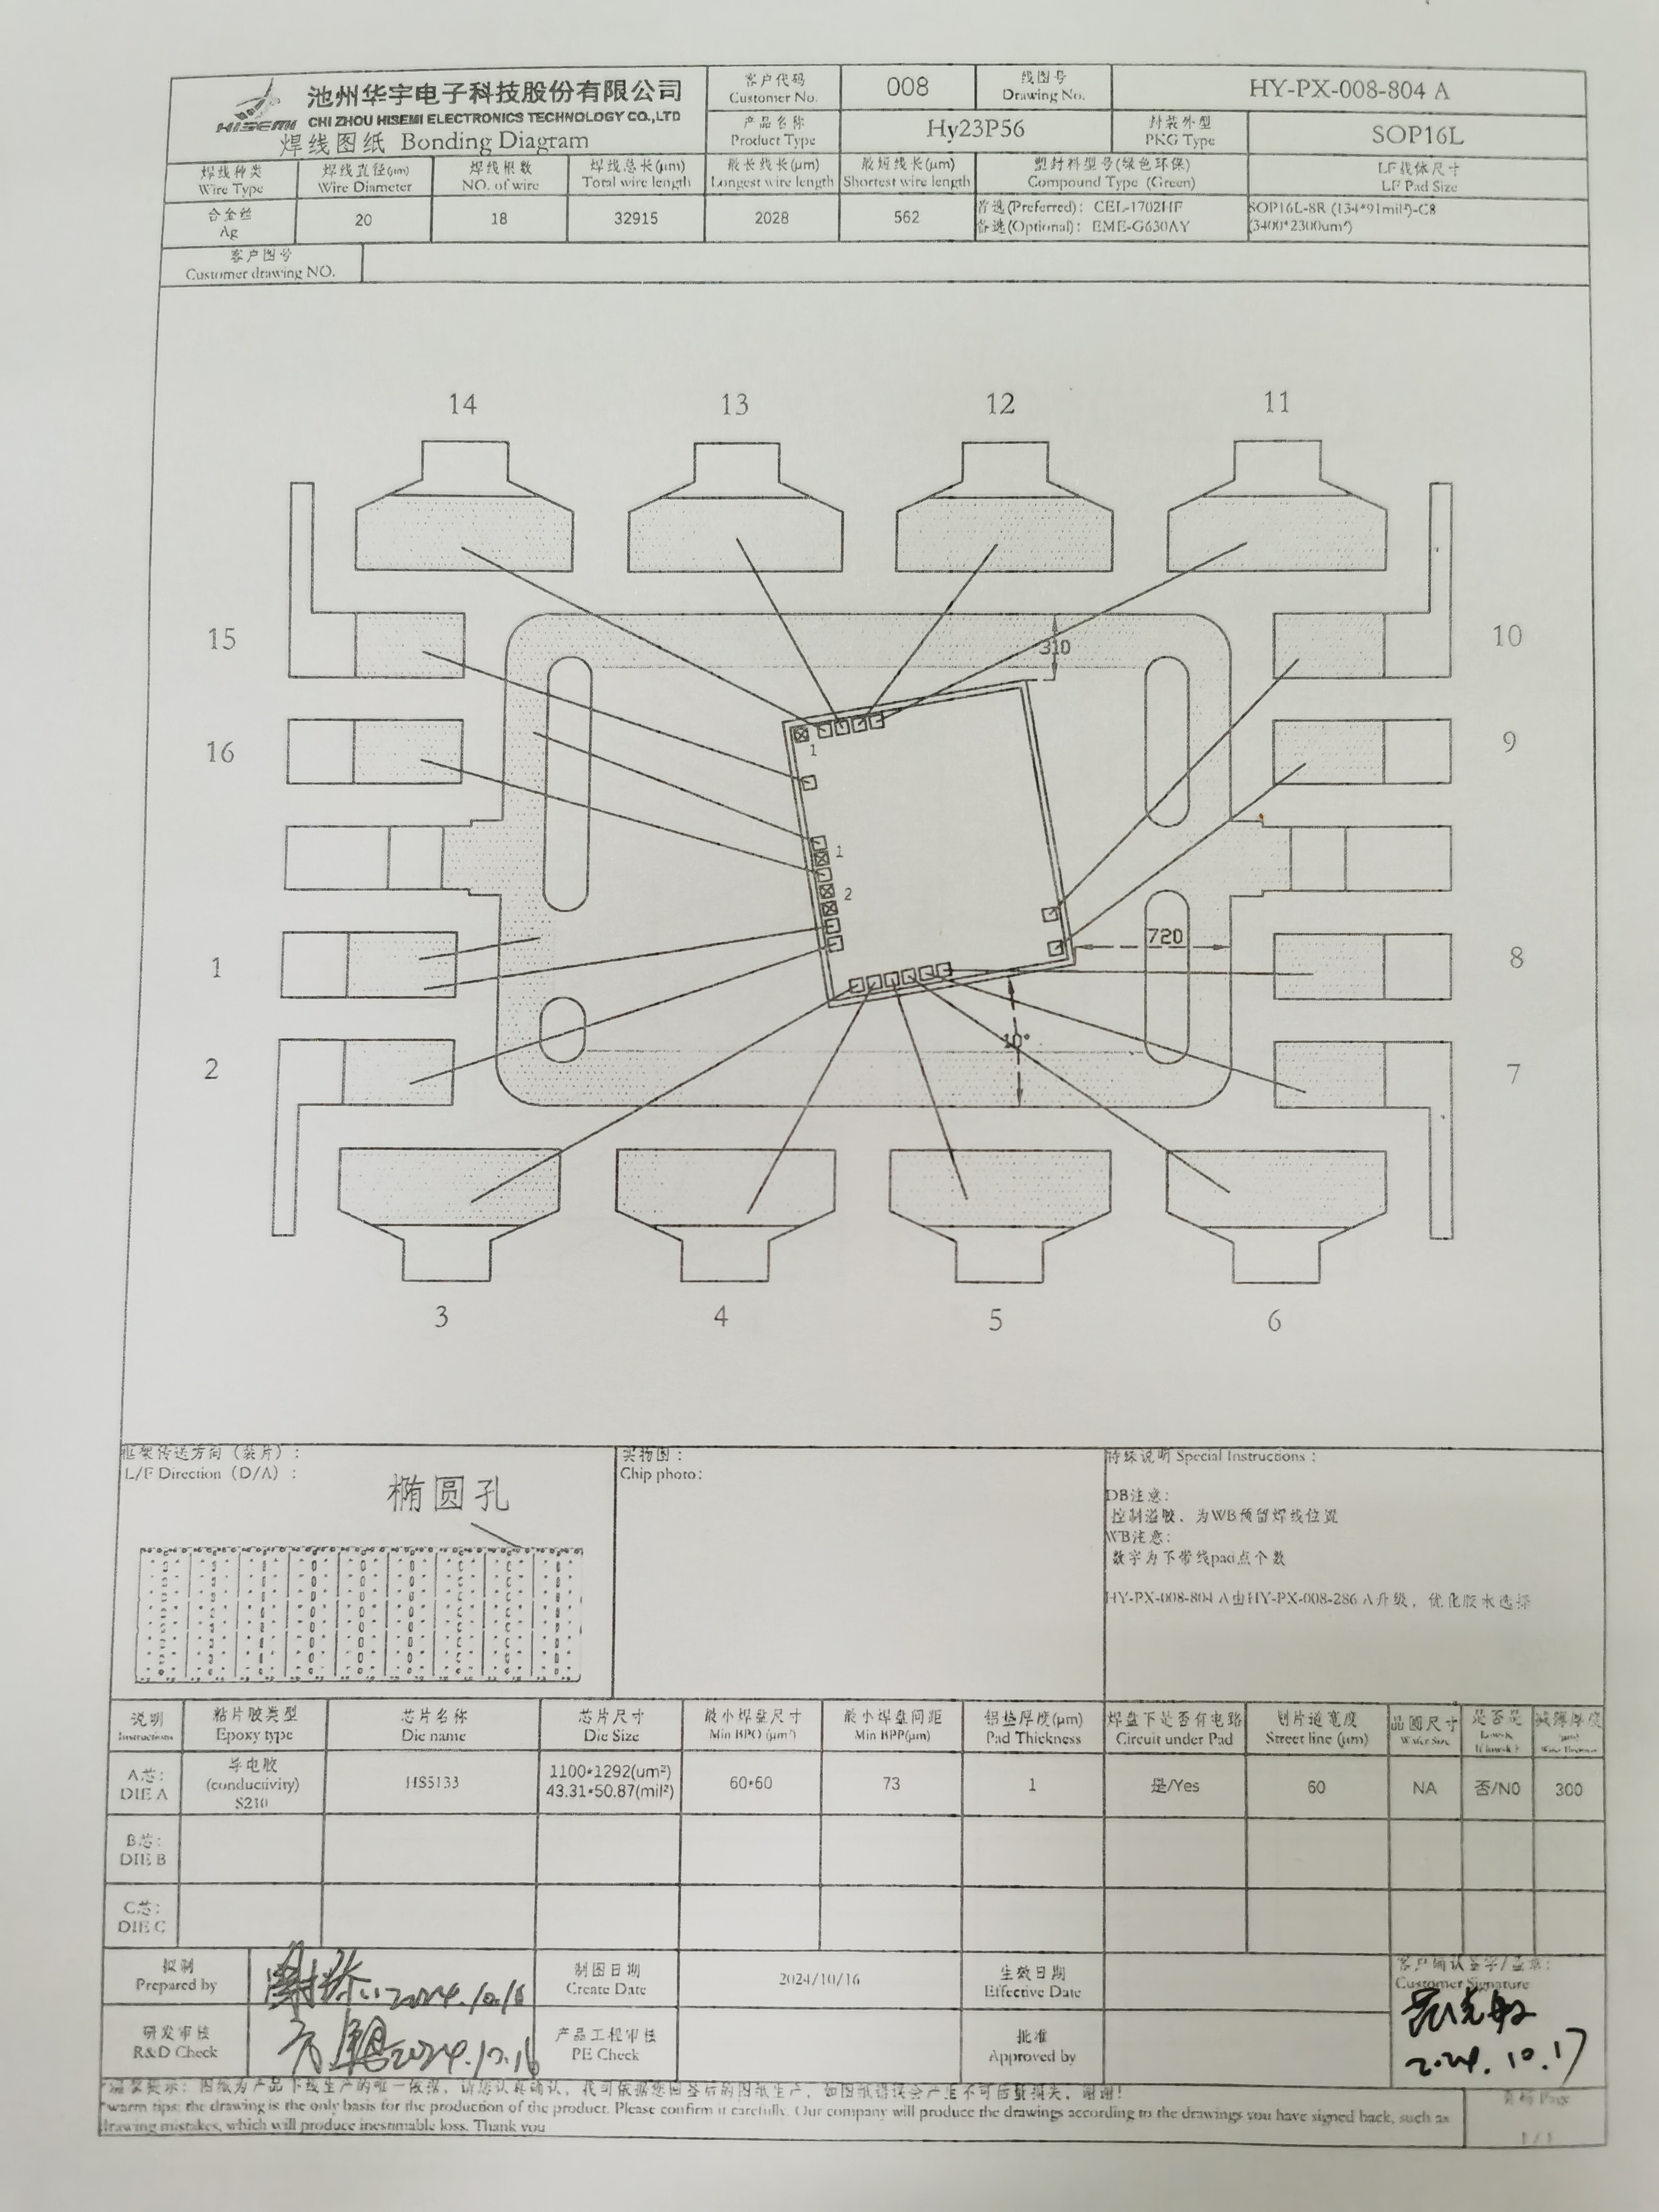 HISEMI
池州华宇电子科技股份有限公司
CHI ZHOU HISEMI ELECTRONICS TECHNOLOGY CO.,LTD
焊线图纸 Bonding Diagram
客户代码
Customer No.
008
线图号
Drawing No.
HY-PX-008-804 A
产品名称
Product Type
Hy23P56
封装外型
PKG Type
SOP16L
焊线种类
Wire Type
焊线直径(μm)
Wire Diameter
焊线根数
NO. of wire
焊线总长(μm)
Total wire length
最长线长(μm)
Longest wire length
最短线长(μm)
Shortest wire length
塑封料型号(绿色环保)
Compound Type (Green)
LF载体尺寸
LF Pad Size
合金丝
Ag
20
18
32915
2028
562
首选(Preferred): CEL-1702HF
备选(Optional): EME-G630AY
SOP16L-8R (134*91mil²)-C8
(3400*2300um²)
客户图号
Customer drawing NO.
14
13
12
11
15
310
10
16
1
9
1
2
1
720
8
2
10°
7
3
4
5
6
框架传送方向（装片）:
L/F Direction（D/A）:
椭圆孔
实物图:
Chip photo:
特殊说明 Special Instructions :
DB注意:
控制溢胶，为WB预留焊线位置
WB注意:
数字为下带线pad点个数
HY-PX-008-804 A由HY-PX-008-286 A升级，优化胶水选择
说明
Instructions
粘片胶类型
Epoxy type
芯片名称
Die name
芯片尺寸
Die Size
最小焊盘尺寸
Min BPO (μm²)
最小焊盘间距
Min BPP(μm)
铝垫厚度(μm)
Pad Thickness
焊盘下是否有电路
Circuit under Pad
划片道宽度
Street line (μm)
晶圆尺寸
Wafer Size
是否是
减薄厚度
A芯:
DIE A
导电胶
(conductivity)
S210
HS5133
1100*1292(um²)
43.31*50.87(mil²)
60*60
73
1
是/Yes
60
NA
否/NO
300
B芯:
DIE B
C芯:
DIE C
拟制
Prepared by
2024.10.16
制图日期
Create Date
2024/10/16
生效日期
Effective Date
客户确认签字/盖章:
Customer Signature
2024.10.17
研发审核
R&D Check
2024.10.16
产品工程审核
PE Check
批准
Approved by
*温馨提示: 图纸为产品下线生产的唯一依据，请您认真确认，我司依据您回签后的图纸生产，如图纸错误会产生不可估量损失，谢谢!
*warm tips: the drawing is the only basis for the production of the product. Please confirm it carefully. Our company will produce the drawings according to the drawings you have signed back, such as
drawing mistakes, which will produce inestimable loss. Thank you
1/1